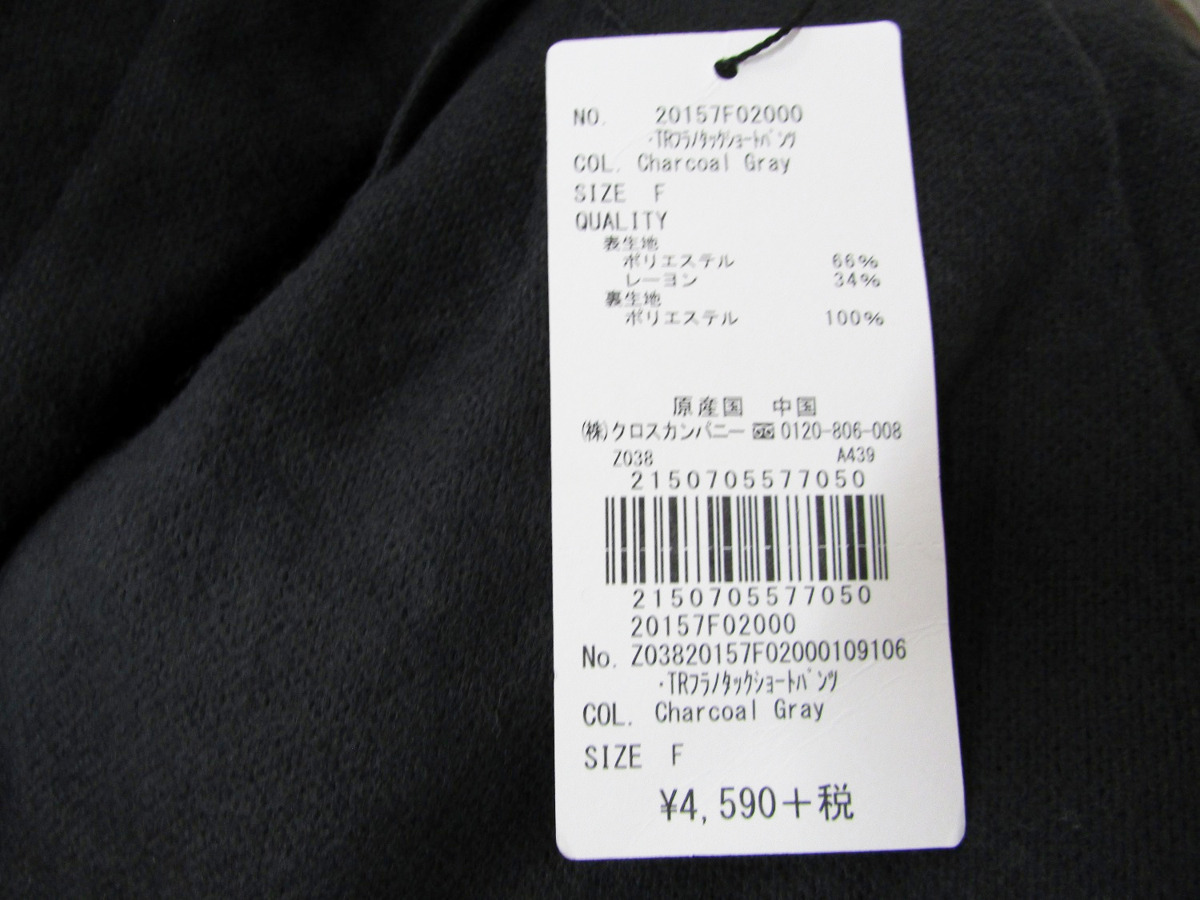 NO. 20157F02000
・TRフラノタックショートパンツ
COL. Charcoal Gray
SIZE F
QUALITY
表生地
ポリエステル 66%
レーヨン 34%
裏生地
ポリエステル 100%
原産国 中国
(株)クロスカンパニー 0120-806-008
Z038 A439
2150705577050
2150705577050
20157F02000
No. Z03820157F02000109106
・TRフラノタックショートパンツ
COL. Charcoal Gray
SIZE F
¥4,590+税